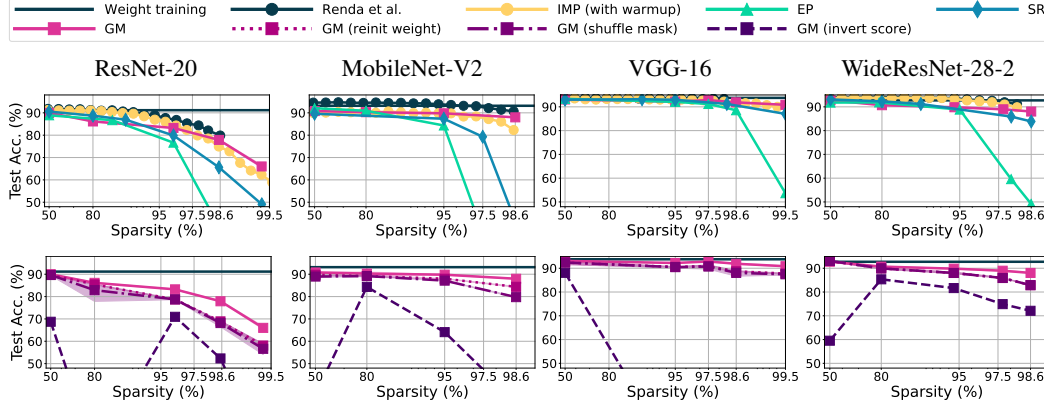 Weight training Renda et al. IMP (with warmup) EP SR
GM GM (reinit weight) GM (shuffle mask) GM (invert score)
ResNet-20 MobileNet-V2 VGG-16 WideResNet-28-2
Test Acc. (%)
90 90 90 90
80 80 80 80
70 70 70 70
60 60 60 60
50 50 50 50
50 80 95 97.5 98.6 99.5 50 80 95 97.5 98.6 50 80 95 97.5 98.6 99.5 50 80 95 97.5 98.6
Sparsity (%) Sparsity (%) Sparsity (%) Sparsity (%)
Test Acc. (%)
90 90 90 90
80 80 80 80
70 70 70 70
60 60 60 60
50 50 50 50
50 80 95 97.5 98.6 99.5 50 80 95 97.5 98.6 50 80 95 97.5 98.6 99.5 50 80 95 97.5 98.6
Sparsity (%) Sparsity (%) Sparsity (%) Sparsity (%)